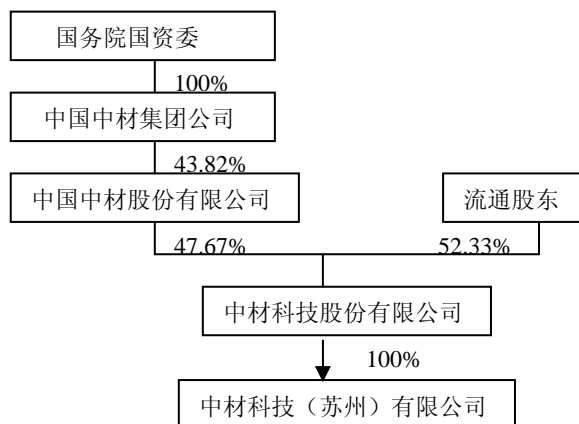 国务院国资委
100%
中国中材集团公司
43.82%
中国中材股份有限公司
流通股东
47.67%
52.33%
中材科技股份有限公司
100%
中材科技（苏州）有限公司